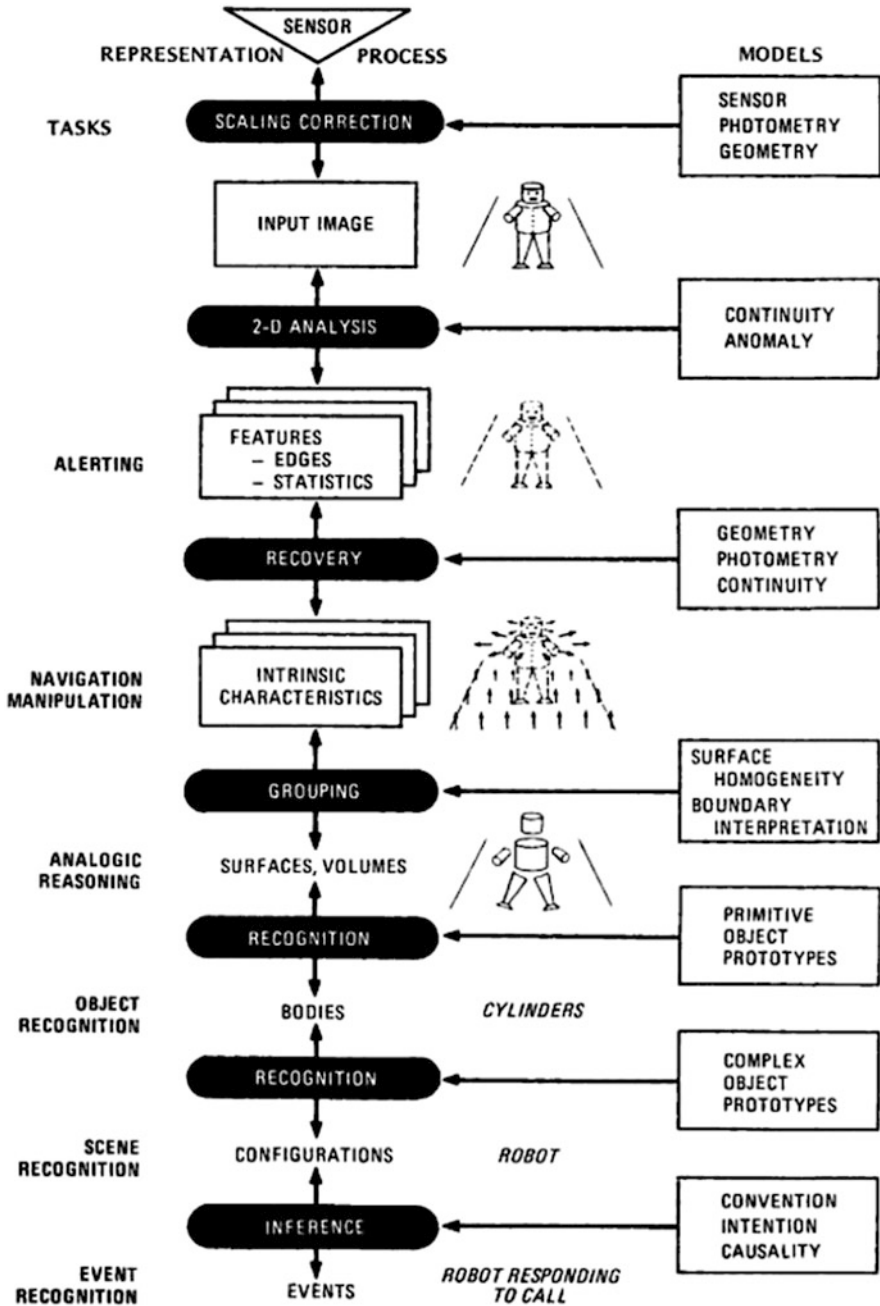 SENSOR
REPRESENTATION PROCESS MODELS
TASKS
SCALING CORRECTION
SENSOR
PHOTOMETRY
GEOMETRY
INPUT IMAGE
2-D ANALYSIS
CONTINUITY
ANOMALY
ALERTING
FEATURES
– EDGES
– STATISTICS
RECOVERY
GEOMETRY
PHOTOMETRY
CONTINUITY
NAVIGATION
MANIPULATION
INTRINSIC
CHARACTERISTICS
GROUPING
SURFACE
HOMOGENEITY
BOUNDARY
INTERPRETATION
ANALOGIC
REASONING
SURFACES, VOLUMES
RECOGNITION
PRIMITIVE
OBJECT
PROTOTYPES
OBJECT
RECOGNITION
BODIES
CYLINDERS
RECOGNITION
COMPLEX
OBJECT
PROTOTYPES
SCENE
RECOGNITION
CONFIGURATIONS
ROBOT
INFERENCE
CONVENTION
INTENTION
CAUSALITY
EVENT
RECOGNITION
EVENTS
ROBOT RESPONDING
TO CALL